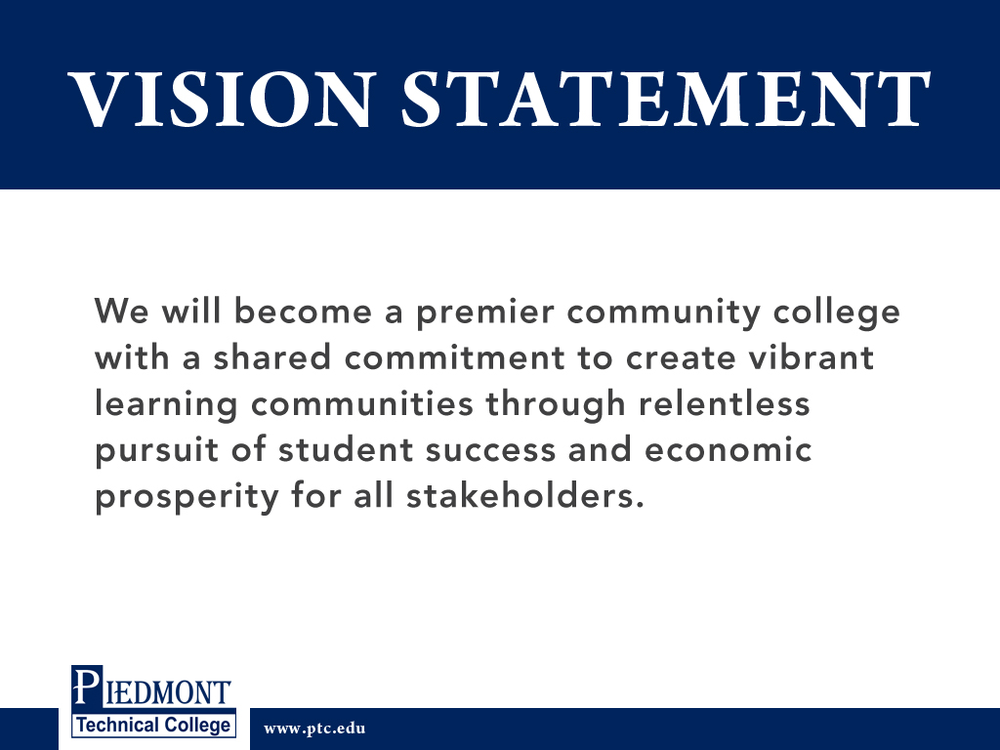 VISION STATEMENT
We will become a premier community college
with a shared commitment to create vibrant
learning communities through relentless
pursuit of student success and economic
prosperity for all stakeholders.
PIEDMONT
Technical College
www.ptc.edu